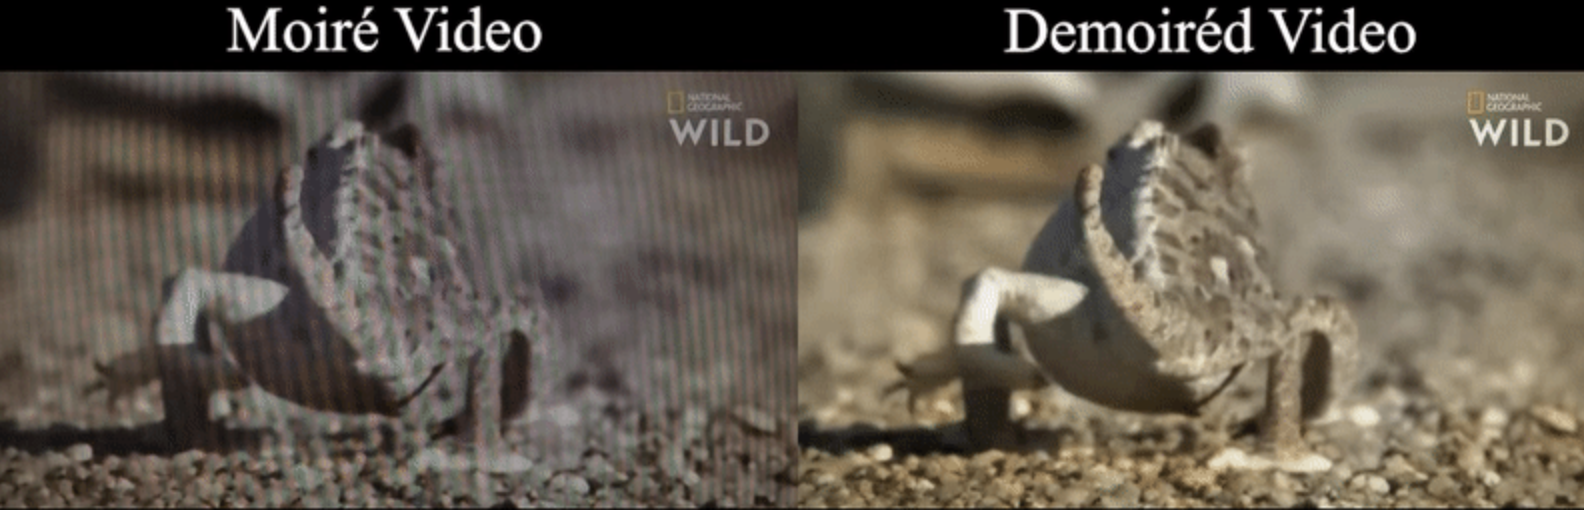 Moiré Video
Demoiréd Video
NATIONAL
GEOGRAPHIC
WILD
NATIONAL
GEOGRAPHIC
WILD